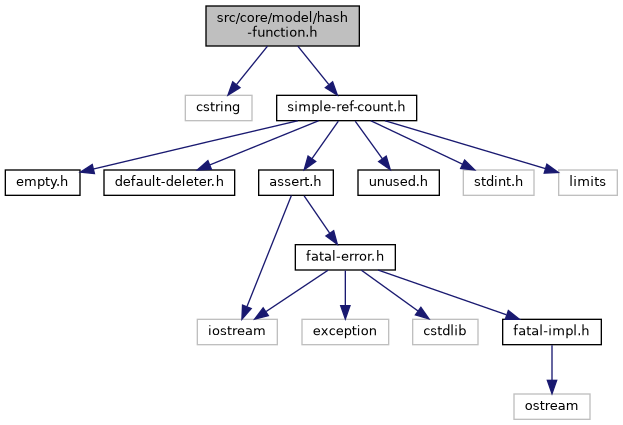 src/core/model/hash
-function.h
cstring
simple-ref-count.h
empty.h
default-deleter.h
assert.h
unused.h
stdint.h
limits
fatal-error.h
iostream
exception
cstdlib
fatal-impl.h
ostream